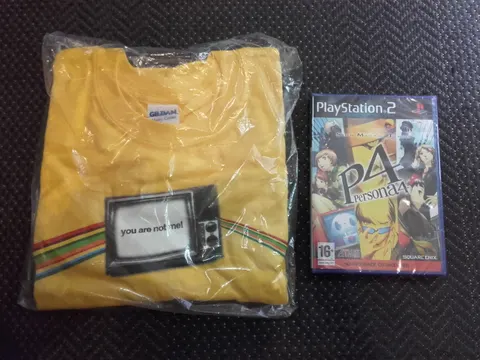 GILDAN
you are not me!
PlayStation 2
P4
Persona4
16+
SQUARE ENIX